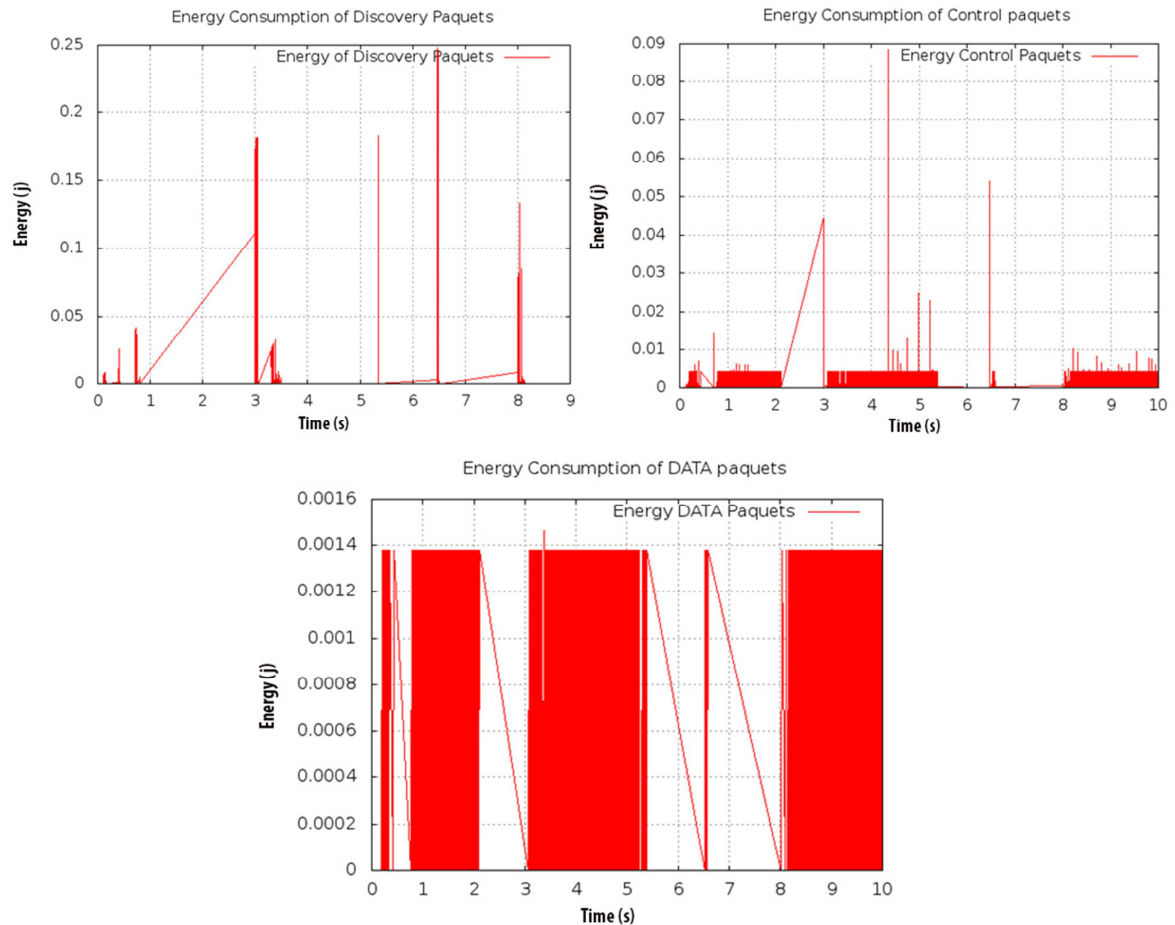 Energy Consumption of Discovery Paquets
Energy of Discovery Paquets
0.25
0.2
0.15
0.1
0.05
0
Energy (j)
0 1 2 3 4 5 6 7 8 9
Time (s)
Energy Consumption of Control paquets
Energy Control Paquets
0.09
0.08
0.07
0.06
0.05
0.04
0.03
0.02
0.01
0
Energy (j)
0 1 2 3 4 5 6 7 8 9 10
Time (s)
Energy Consumption of DATA paquets
Energy DATA Paquets
0.0016
0.0014
0.0012
0.001
0.0008
0.0006
0.0004
0.0002
0
Energy (j)
0 1 2 3 4 5 6 7 8 9 10
Time (s)